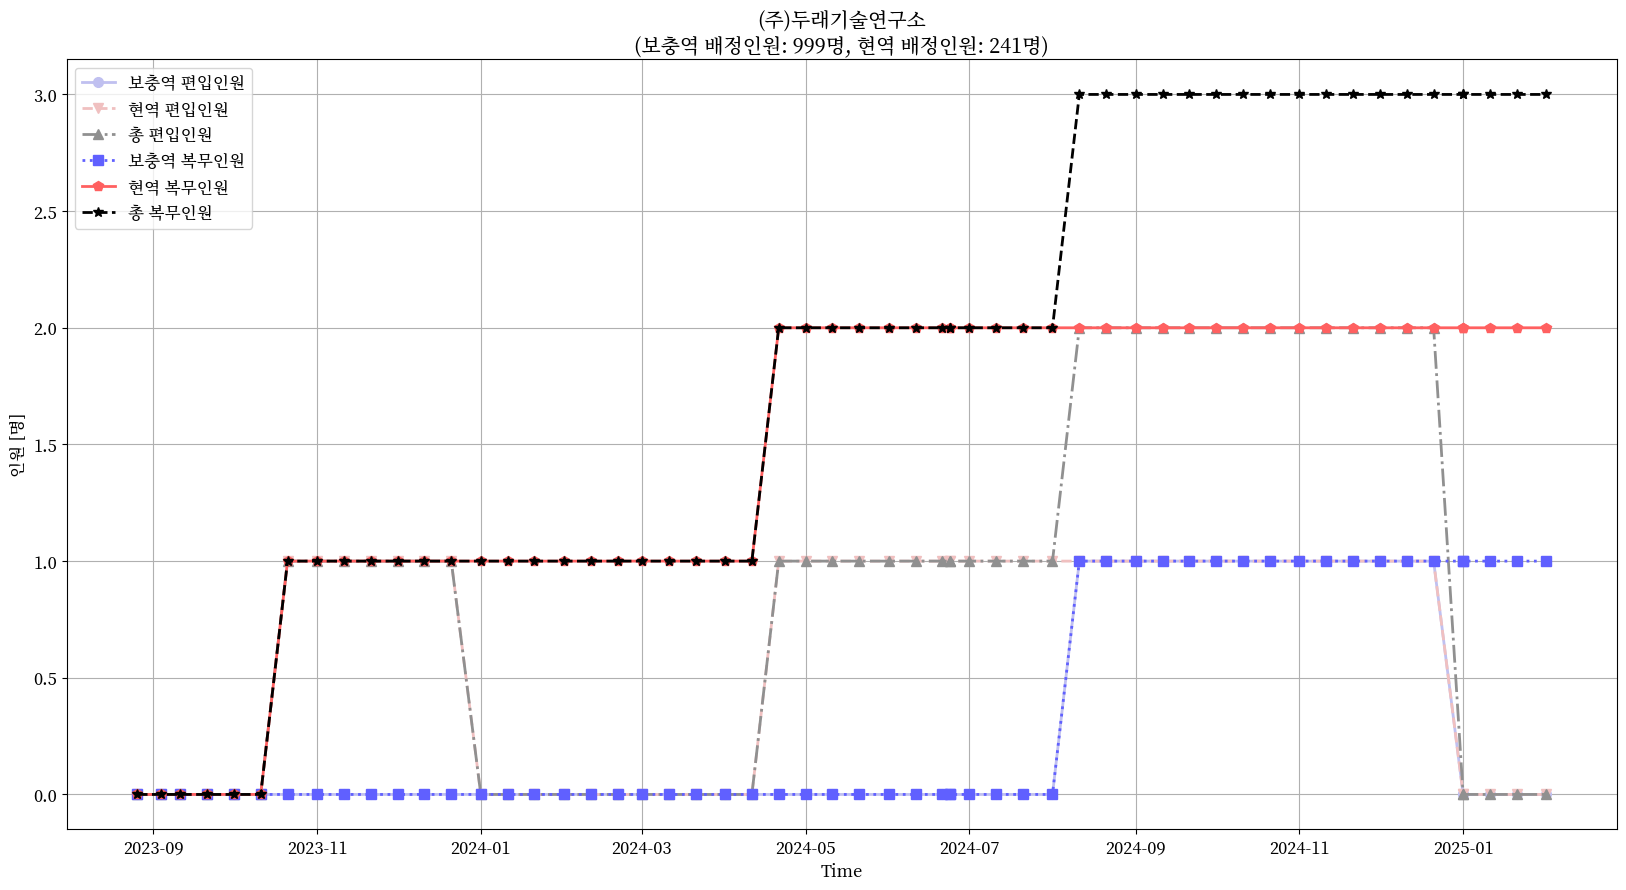 (주)두래기술연구소
(보충역 배정인원: 999명, 현역 배정인원: 241명)
보충역 편입인원
현역 편입인원
총 편입인원
보충역 복무인원
현역 복무인원
총 복무인원
3.0
2.5
2.0
1.5
1.0
0.5
0.0
인원 [명]
2023-09 2023-11 2024-01 2024-03 2024-05 2024-07 2024-09 2024-11 2025-01
Time